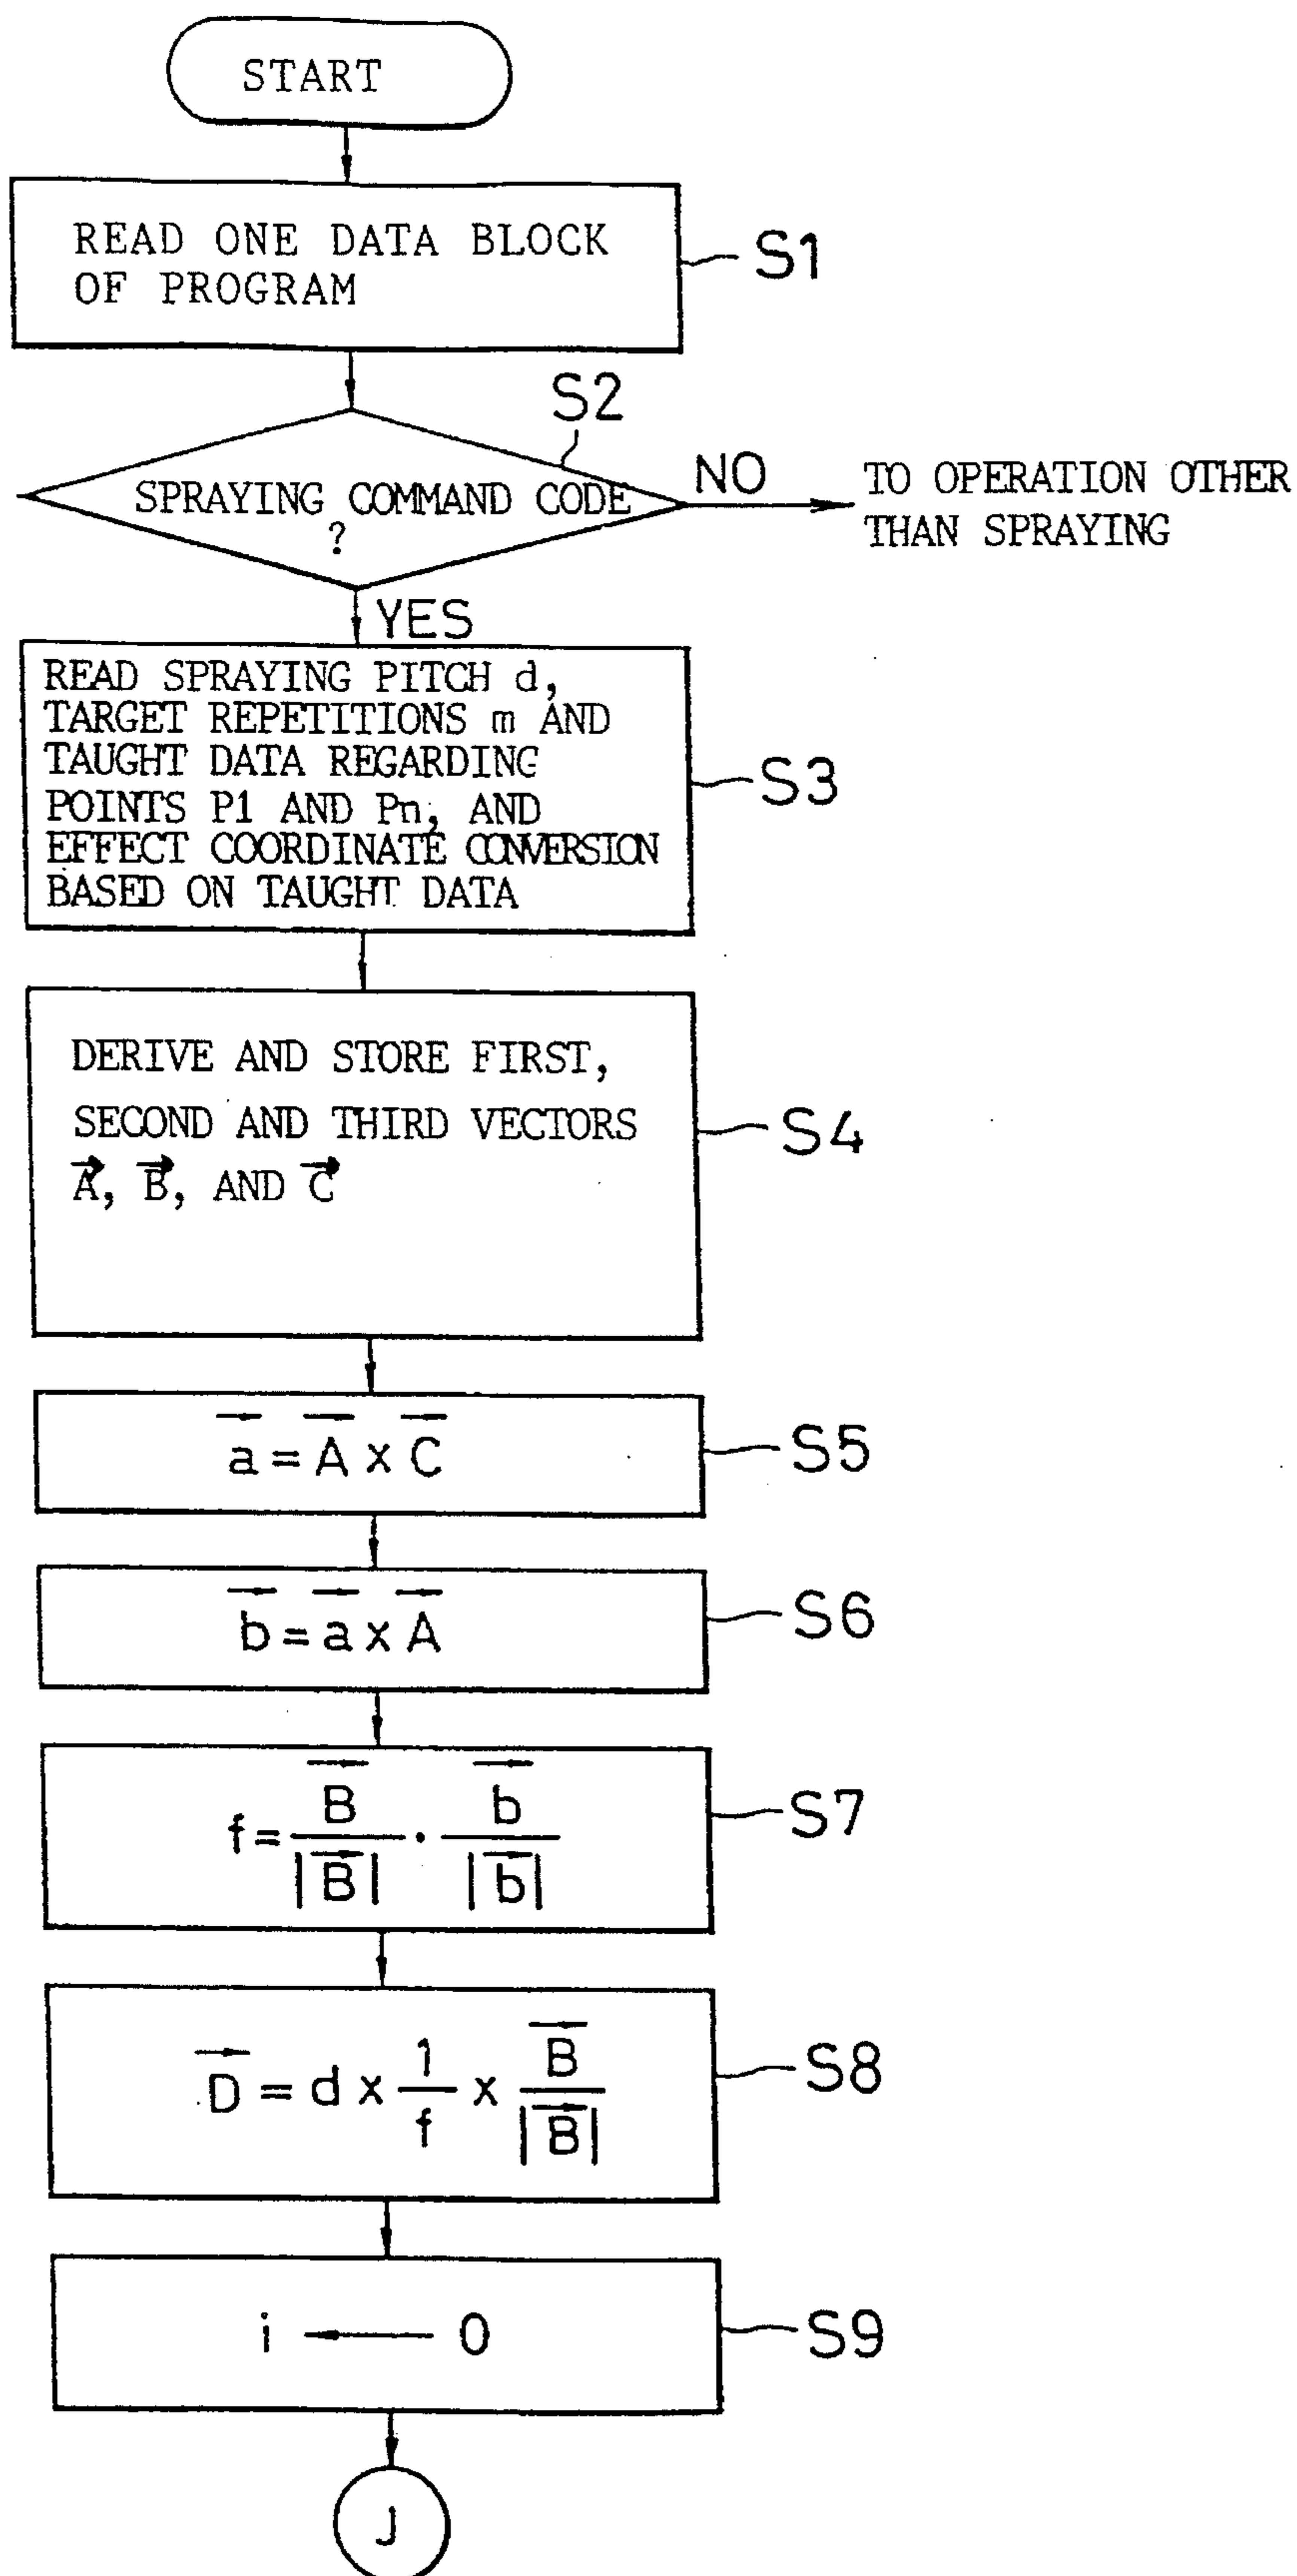 START
READ ONE DATA BLOCK
OF PROGRAM
S1
S2
SPRAYING COMMAND CODE
?
NO
TO OPERATION OTHER
THAN SPRAYING
YES
READ SPRAYING PITCH d,
TARGET REPETITIONS m AND
TAUGHT DATA REGARDING
POINTS P1 AND Pn, AND
EFFECT COORDINATE CONVERSION
BASED ON TAUGHT DATA
S3
DERIVE AND STORE FIRST,
SECOND AND THIRD VECTORS
A⃗, B⃗, AND C⃗
S4
a⃗ = A⃗ x C⃗
S5
b⃗ = a⃗ x A⃗
S6
f = B⃗/|B⃗| · b⃗/|b⃗|
S7
D⃗ = d x 1/f x B⃗/|B⃗|
S8
i ← 0
S9
J